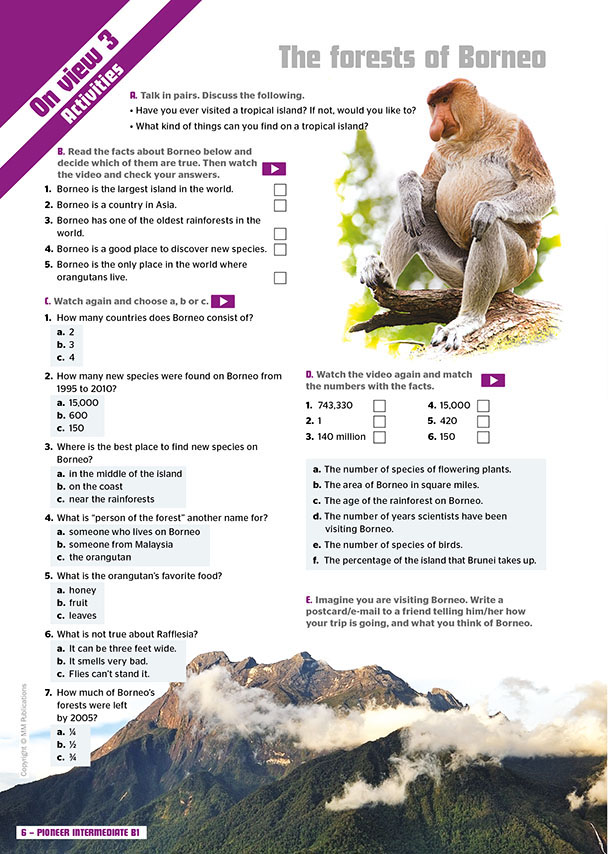 On view 3
Activities
The forests of Borneo
A. Talk in pairs. Discuss the following.
• Have you ever visited a tropical island? If not, would you like to?
• What kind of things can you find on a tropical island?
B. Read the facts about Borneo below and
decide which of them are true. Then watch
the video and check your answers.
1. Borneo is the largest island in the world.
2. Borneo is a country in Asia.
3. Borneo has one of the oldest rainforests in the
world.
4. Borneo is a good place to discover new species.
5. Borneo is the only place in the world where
orangutans live.
C. Watch again and choose a, b or c.
1. How many countries does Borneo consist of?
a. 2
b. 3
c. 4
2. How many new species were found on Borneo from
1995 to 2010?
a. 15,000
b. 600
c. 150
3. Where is the best place to find new species on
Borneo?
a. in the middle of the island
b. on the coast
c. near the rainforests
4. What is “person of the forest” another name for?
a. someone who lives on Borneo
b. someone from Malaysia
c. the orangutan
5. What is the orangutan’s favorite food?
a. honey
b. fruit
c. leaves
6. What is not true about Rafflesia?
a. It can be three feet wide.
b. It smells very bad.
c. Flies can’t stand it.
7. How much of Borneo’s
forests were left
by 2005?
a. ¼
b. ½
c. ¾
D. Watch the video again and match
the numbers with the facts.
1. 743,330
2. 1
3. 140 million
4. 15,000
5. 420
6. 150
a. The number of species of flowering plants.
b. The area of Borneo in square miles.
c. The age of the rainforest on Borneo.
d. The number of years scientists have been
visiting Borneo.
e. The number of species of birds.
f. The percentage of the island that Brunei takes up.
E. Imagine you are visiting Borneo. Write a
postcard/e-mail to a friend telling him/her how
your trip is going, and what you think of Borneo.
Copyright © MM Publications
6 – PIONEER INTERMEDIATE B1